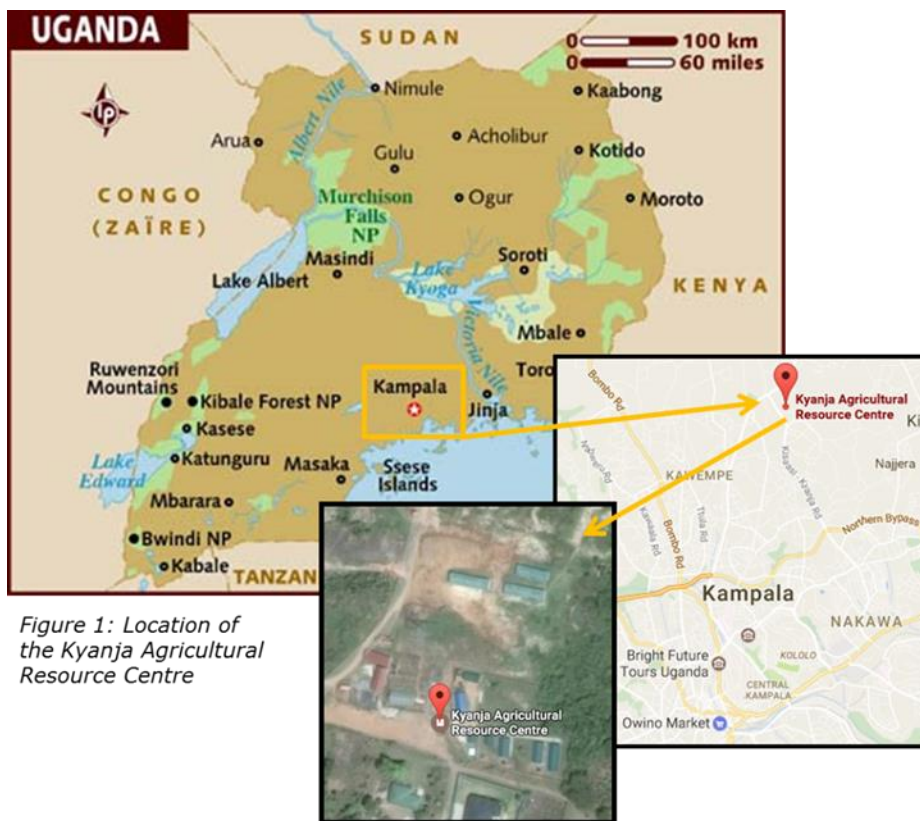 UGANDA
SUDAN
0 100 km
0 60 miles
lp
Nimule
Kaabong
Albert Nile
Arua
Acholibur
Gulu
Kotido
CONGO
(ZAÏRE)
Ogur
Moroto
Murchison
Falls
NP
Masindi
Soroti
Lake Albert
Lake
Kyoga
KENYA
Victoria Nile
Mbale
Toro
Ruwenzori
Mountains
Kampala
Kibale Forest NP
Jinja
Kasese
Lake
Edward
Katunguru
Masaka
Ssese
Islands
Mbarara
Bwindi NP
Kabale
TANZAN
Bombo Rd
Kyanja Agricultural
Resource Centre
Ki
KAWEMPE
Kisaasi - Kyanja Rd
Najjera
Northern Bypass
Bombo Rd
Kampala
NAKAWA
KOLOLO
Bright Future
Tours Uganda
CENTRAL
KAMPALA
Owino Market
Kyanja Agricultural
Resource Centre
Figure 1: Location of
the Kyanja Agricultural
Resource Centre